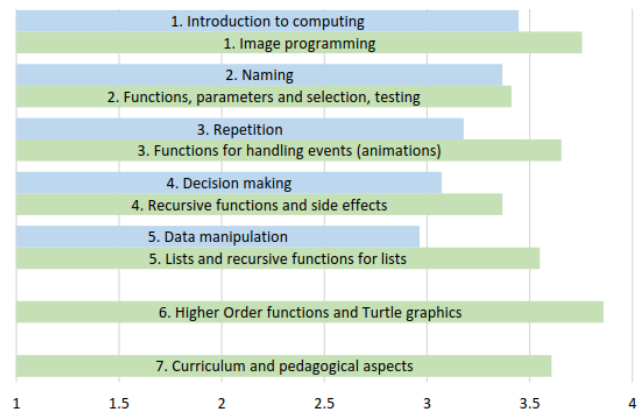 1. Introduction to computing
1. Image programming
2. Naming
2. Functions, parameters and selection, testing
3. Repetition
3. Functions for handling events (animations)
4. Decision making
4. Recursive functions and side effects
5. Data manipulation
5. Lists and recursive functions for lists
6. Higher Order functions and Turtle graphics
7. Curriculum and pedagogical aspects
1 1.5 2 2.5 3 3.5 4